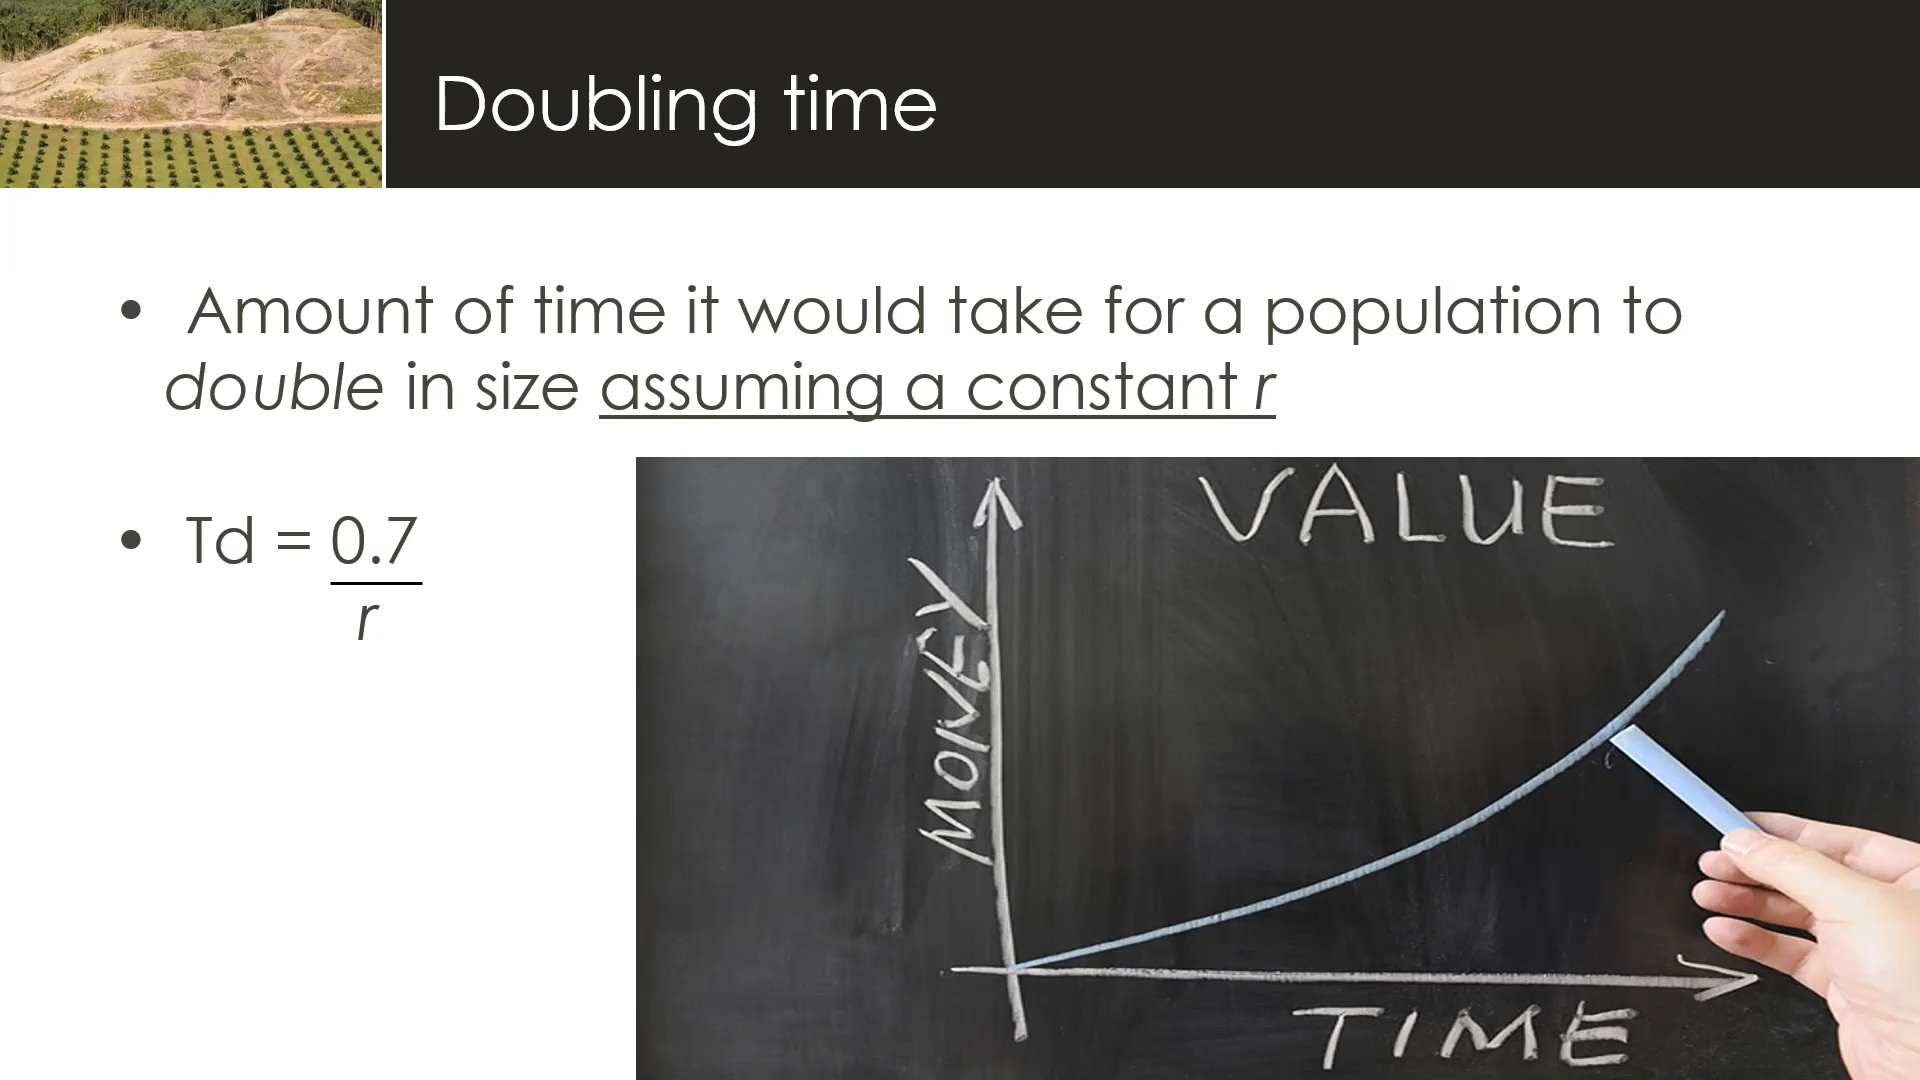 Doubling time
• Amount of time it would take for a population to
double in size assuming a constant r
• Td = 0.7
r
VALUE
MONEY
TIME